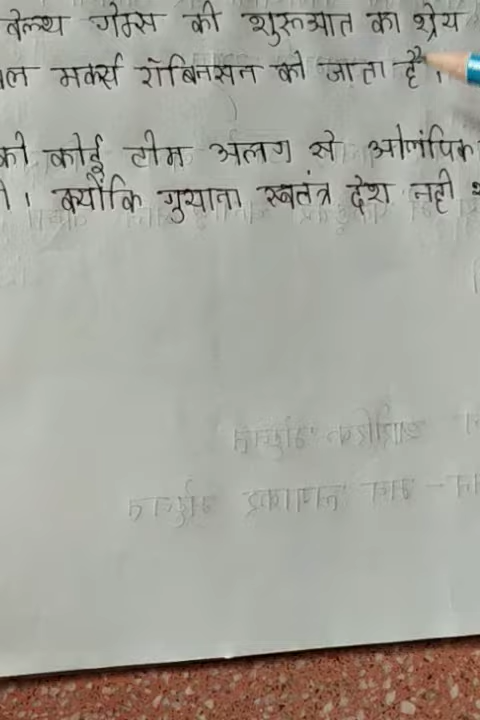 वेल्थ गेम्स की शुरुआत का श्रेय
ल मर्क्स रॉबिनसन को जाता है।
की कोई टीम अलग से ओलंपिक
। क्योंकि गुयाना स्वतंत्र देश नही